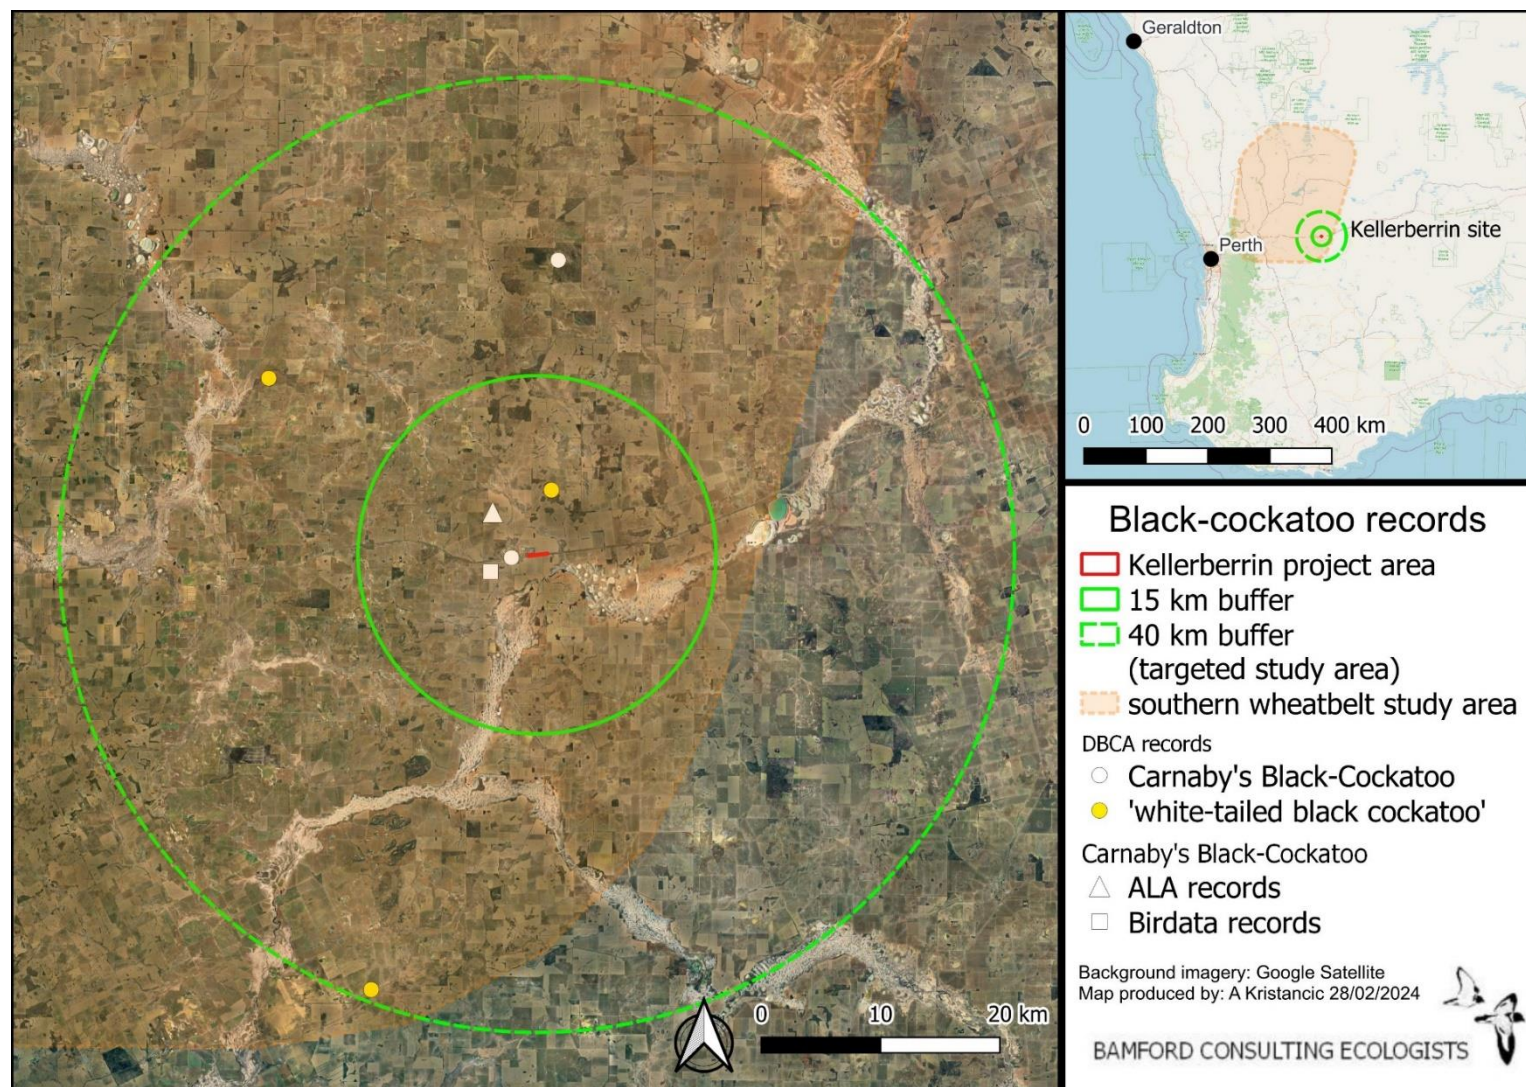 Geraldton
Perth
Kellerberrin site
0 100 200 300 400 km
Black-cockatoo records
Kellerberrin project area
15 km buffer
40 km buffer
(targeted study area)
southern wheatbelt study area
DBCA records
Carnaby's Black-Cockatoo
'white-tailed black cockatoo'
Carnaby's Black-Cockatoo
ALA records
Birdata records
Background imagery: Google Satellite
Map produced by: A Kristancic 28/02/2024
BAMFORD CONSULTING ECOLOGISTS
0 10 20 km